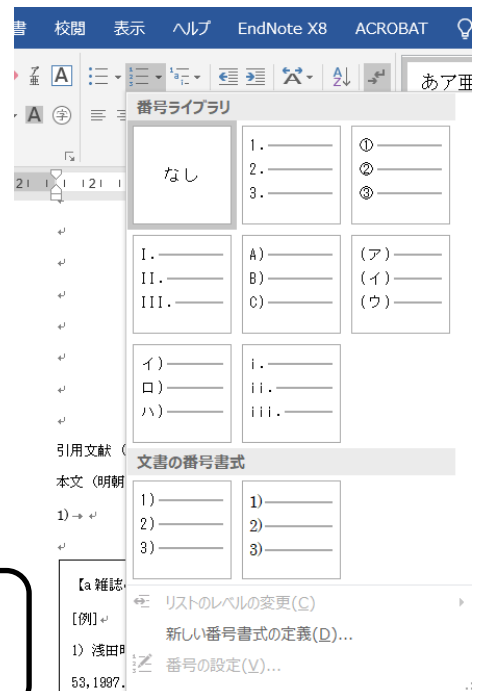 校閲 表示 ヘルプ EndNote X8 ACROBAT
あア亜
番号ライブラリ
なし
1.
2.
3.
①
②
③
I.
II.
III.
A)
B)
C)
(ア)
(イ)
(ウ)
イ)
ロ)
ハ)
i.
ii.
iii.
文書の番号書式
1)
2)
3)
1)
2)
3)
リストのレベルの変更(C)
新しい番号書式の定義(D)...
番号の設定(V)...
引用文献(
本文(明朝
1)→
【a 雑誌
[例]
1) 浅田
53,1997.